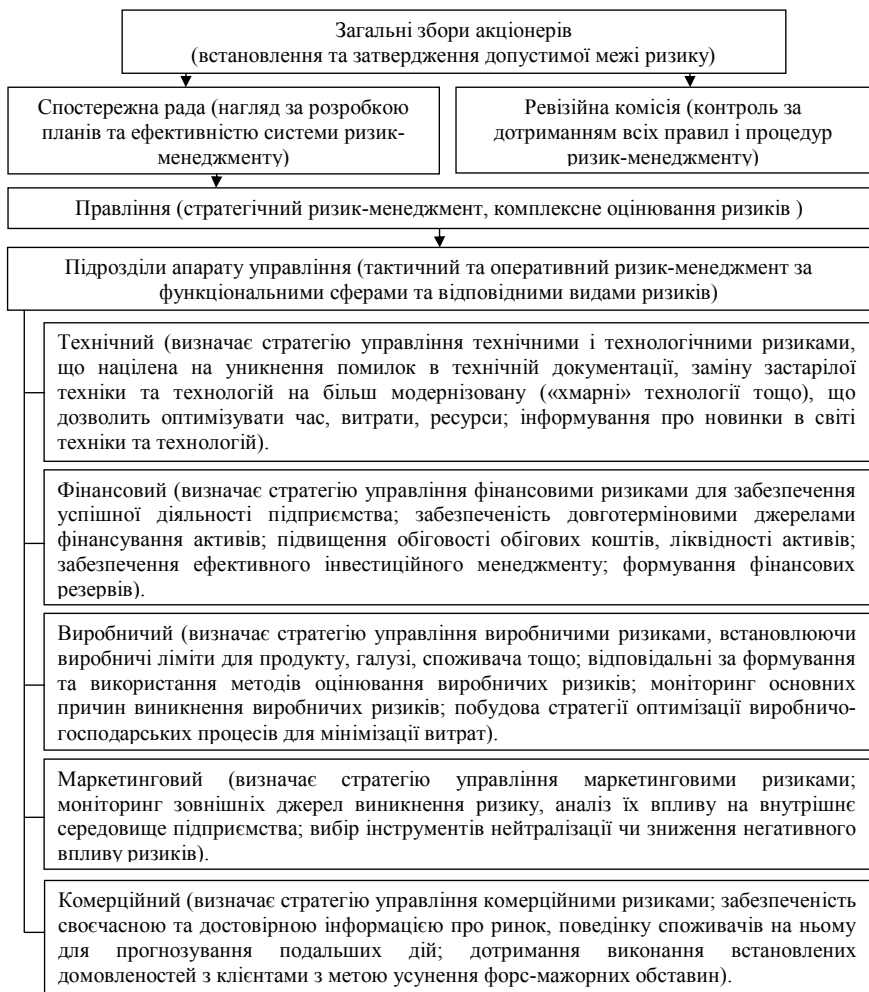 Загальні збори акціонерів
(встановлення та затвердження допустимої межі ризику)
Спостережна рада (нагляд за розробкою
планів та ефективністю системи ризик-
менеджменту)
Ревізійна комісія (контроль за
дотриманням всіх правил і процедур
ризик-менеджменту)
Правління (стратегічний ризик-менеджмент, комплексне оцінювання ризиків )
Підрозділи апарату управління (тактичний та оперативний ризик-менеджмент за
функціональними сферами та відповідними видами ризиків)
Технічний (визначає стратегію управління технічними і технологічними ризиками,
що націлена на уникнення помилок в технічній документації, заміну застарілої
техніки та технологій на більш модернізовану («хмарні» технології тощо), що
дозволить оптимізувати час, витрати, ресурси; інформування про новинки в світі
техніки та технологій).
Фінансовий (визначає стратегію управління фінансовими ризиками для забезпечення
успішної діяльності підприємства; забезпеченість довготерміновими джерелами
фінансування активів; підвищення обіговості обігових коштів, ліквідності активів;
забезпечення ефективного інвестиційного менеджменту; формування фінансових
резервів).
Виробничий (визначає стратегію управління виробничими ризиками, встановлюючи
виробничі ліміти для продукту, галузі, споживача тощо; відповідальні за формування
та використання методів оцінювання виробничих ризиків; моніторинг основних
причин виникнення виробничих ризиків; побудова стратегії оптимізації виробничо-
господарських процесів для мінімізації витрат).
Маркетинговий (визначає стратегію управління маркетинговими ризиками;
моніторинг зовнішніх джерел виникнення ризику, аналіз їх впливу на внутрішнє
середовище підприємства; вибір інструментів нейтралізації чи зниження негативного
впливу ризиків).
Комерційний (визначає стратегію управління комерційними ризиками; забезпеченість
своєчасною та достовірною інформацією про ринок, поведінку споживачів на ньому
для прогнозування подальших дій; дотримання виконання встановлених
домовленостей з клієнтами з метою усунення форс-мажорних обставин).